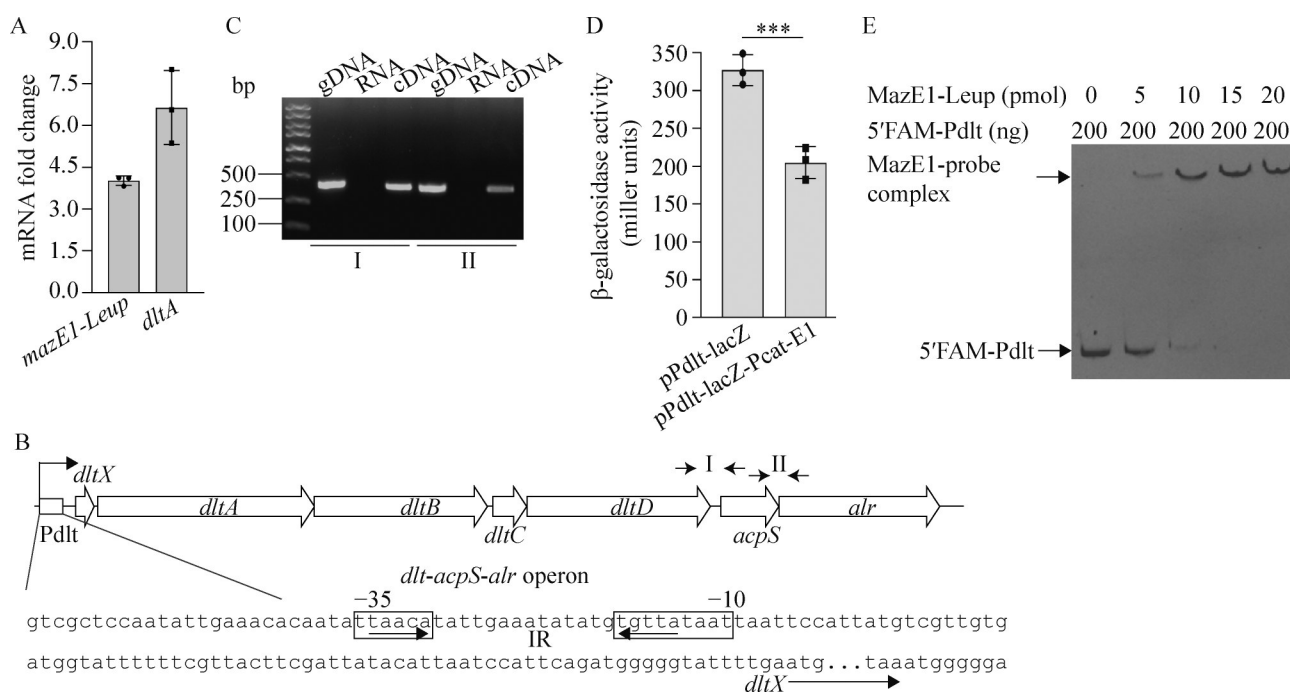 A
9.0
7.5
6.0
4.5
3.0
1.5
0.0
mRNA fold change
mazE1-Leup
dltA
C
bp
gDNA
RNA
cDNA
gDNA
RNA
cDNA
500
250
100
I
II
D
***
350
300
250
200
150
100
50
0
β-galactosidase activity
(miller units)
pPdlt-lacZ
pPdlt-lacZ-Pcat-E1
E
MazE1-Leup (pmol) 0 5 10 15 20
5′FAM-Pdlt (ng) 200 200 200 200 200
MazE1-probe
complex
5′FAM-Pdlt
B
dltX
I
II
dltA
dltB
dltD
alr
Pdlt
dltC
acpS
dlt-acpS-alr operon
−35
−10
gtcgctccaatattgaaacacaatattaacatattgaaatatatgtgttataattaattccattatgtcgttgtg
IR
atggtattttttcgttacttcgattatacattaatccattcagatgggggtattttgaatg...taaatggggga
dltX